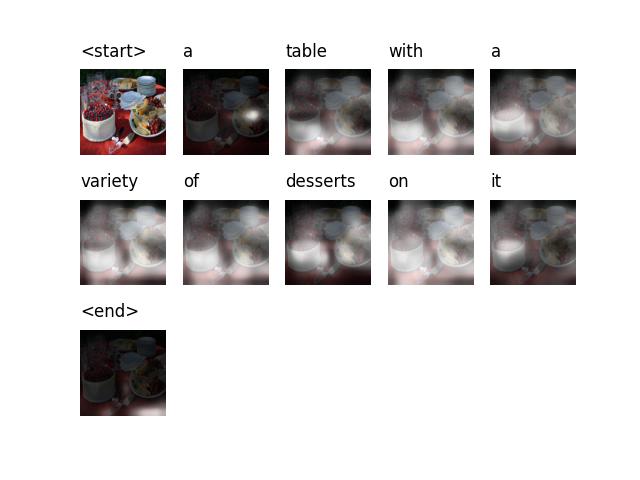 <start> a table with a
variety of desserts on it
<end>